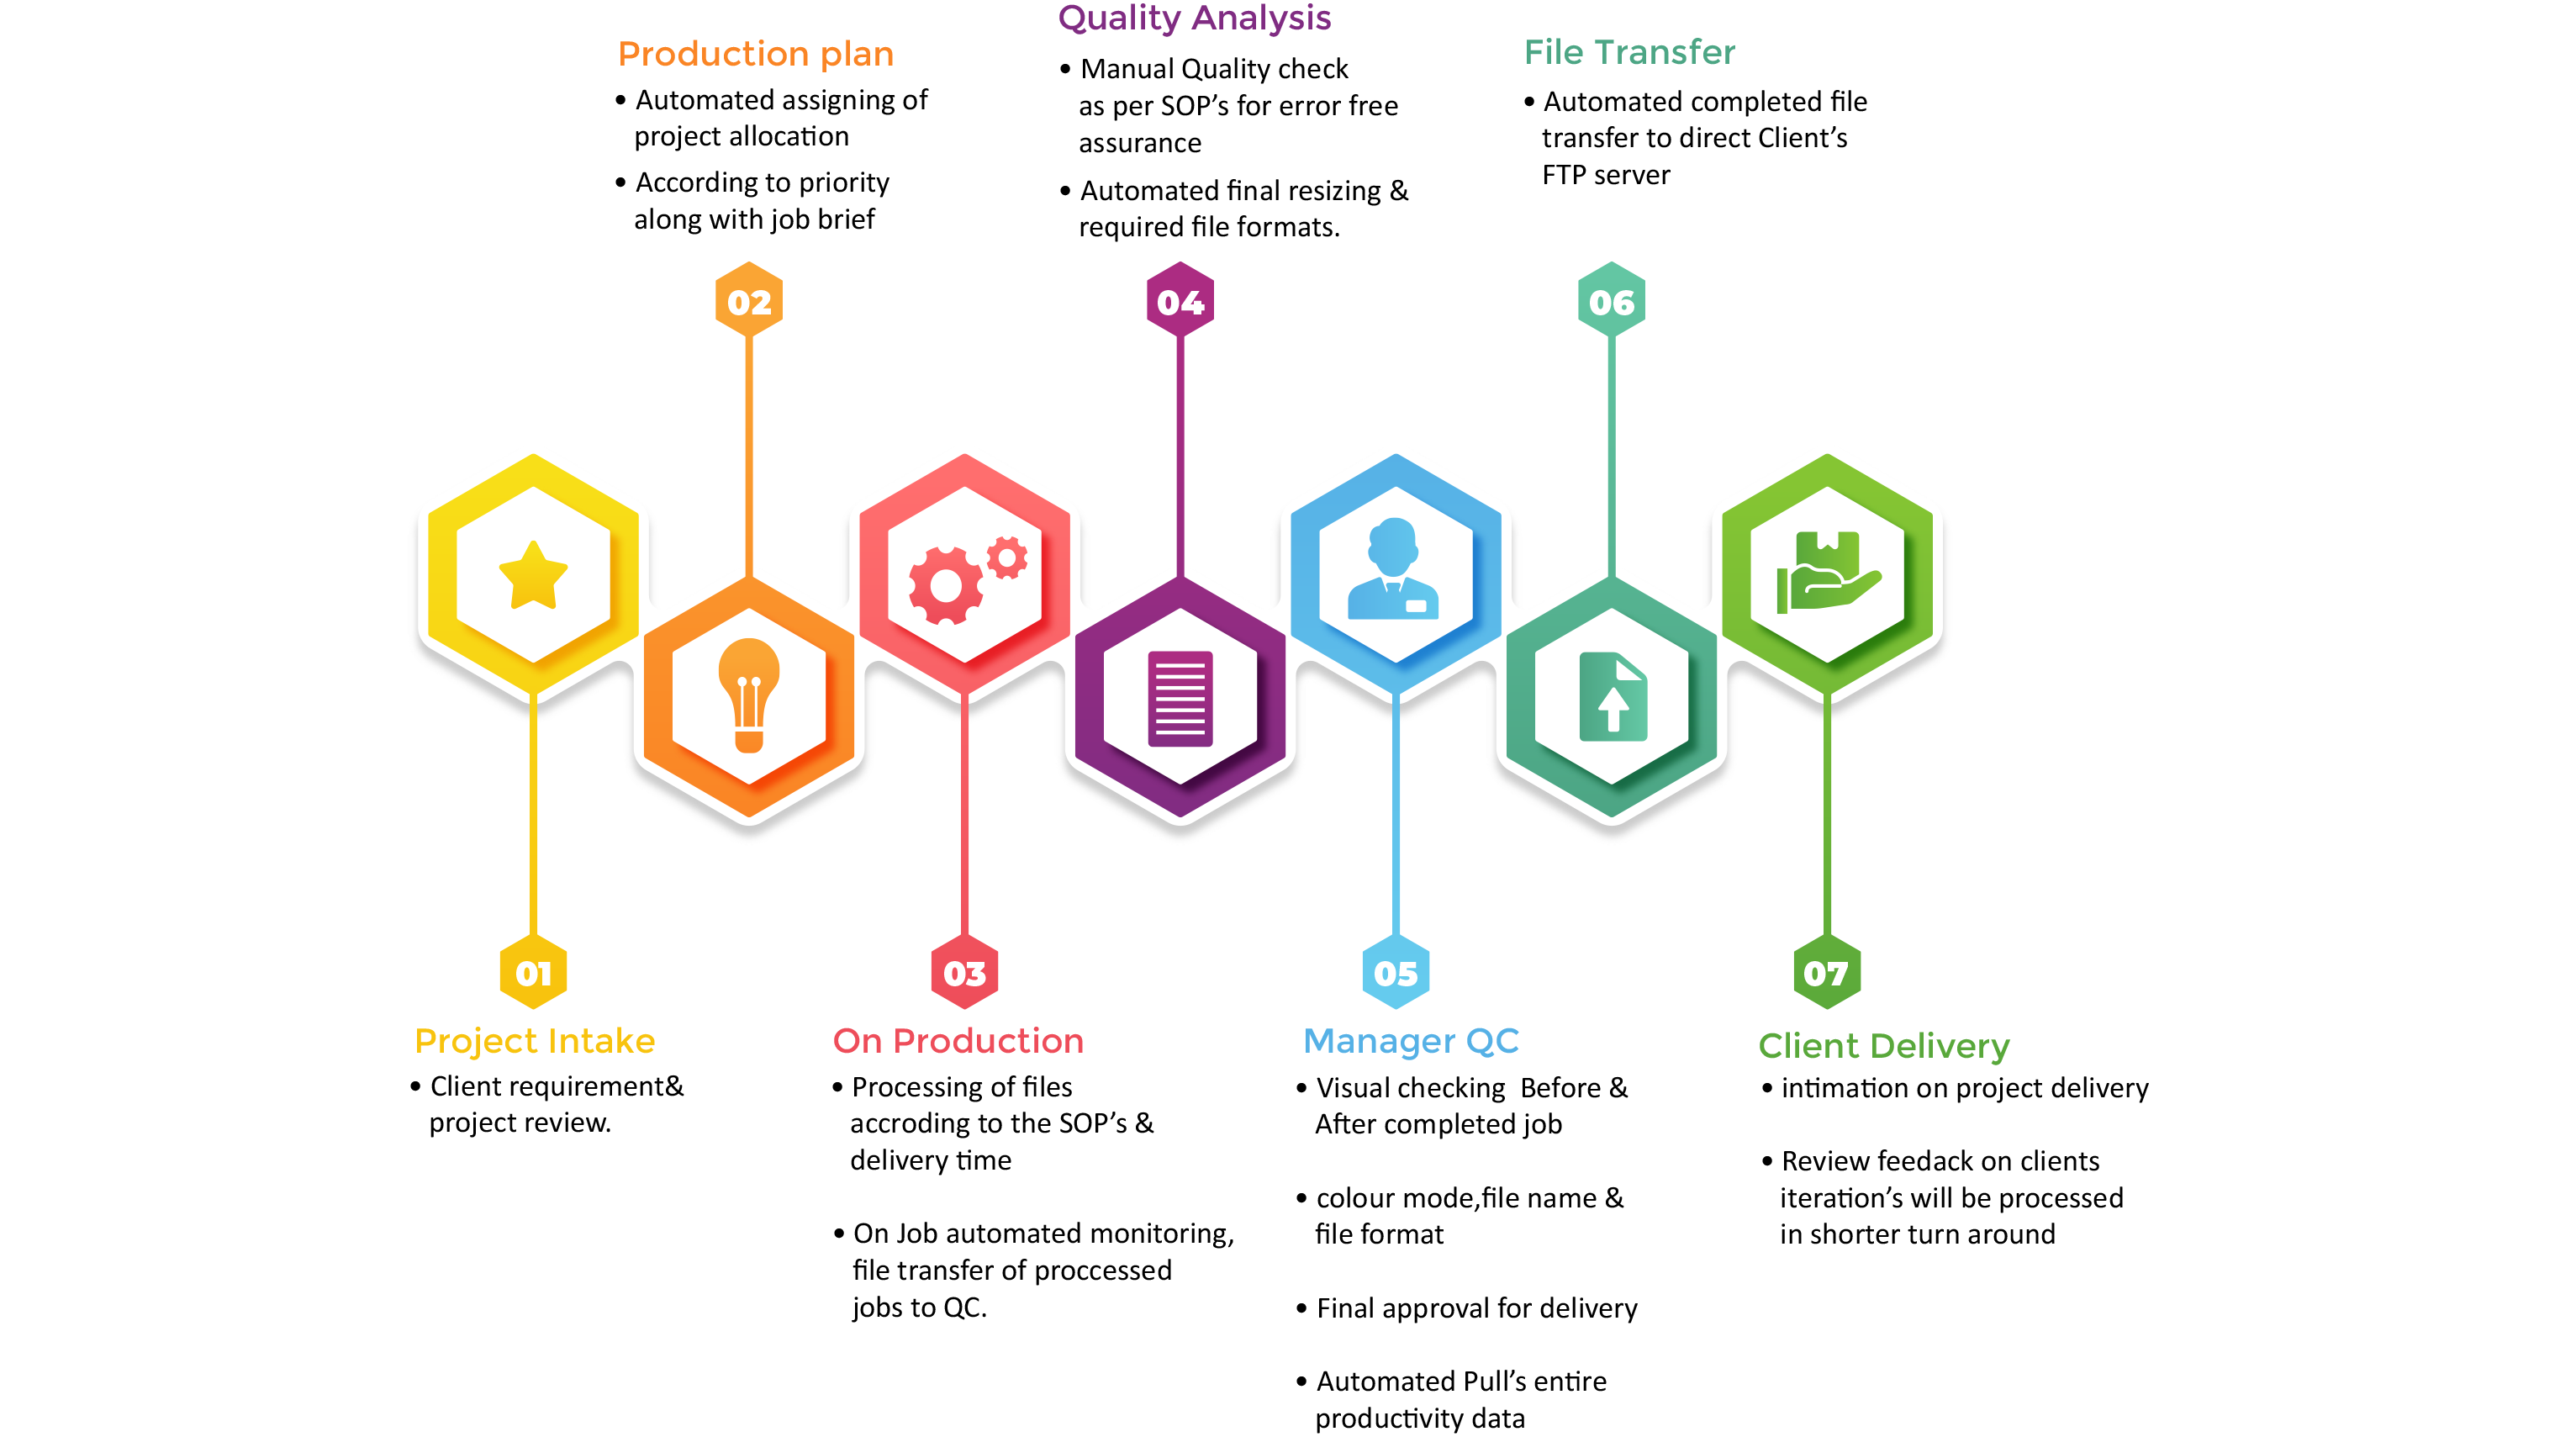 Production plan
• Automated assigning of
project allocation
• According to priority
along with job brief
02
Quality Analysis
• Manual Quality check
as per SOP’s for error free
assurance
• Automated final resizing &
required file formats.
04
File Transfer
• Automated completed file
transfer to direct Client’s
FTP server
06
01
Project Intake
• Client requirement&
project review.
03
On Production
• Processing of files
accroding to the SOP’s &
delivery time
• On Job automated monitoring,
file transfer of proccessed
jobs to QC.
05
Manager QC
• Visual checking  Before &
After completed job
• colour mode,file name &
file format
• Final approval for delivery
• Automated Pull’s entire
productivity data
07
Client Delivery
• intimation on project delivery
• Review feedack on clients
iteration’s will be processed
in shorter turn around